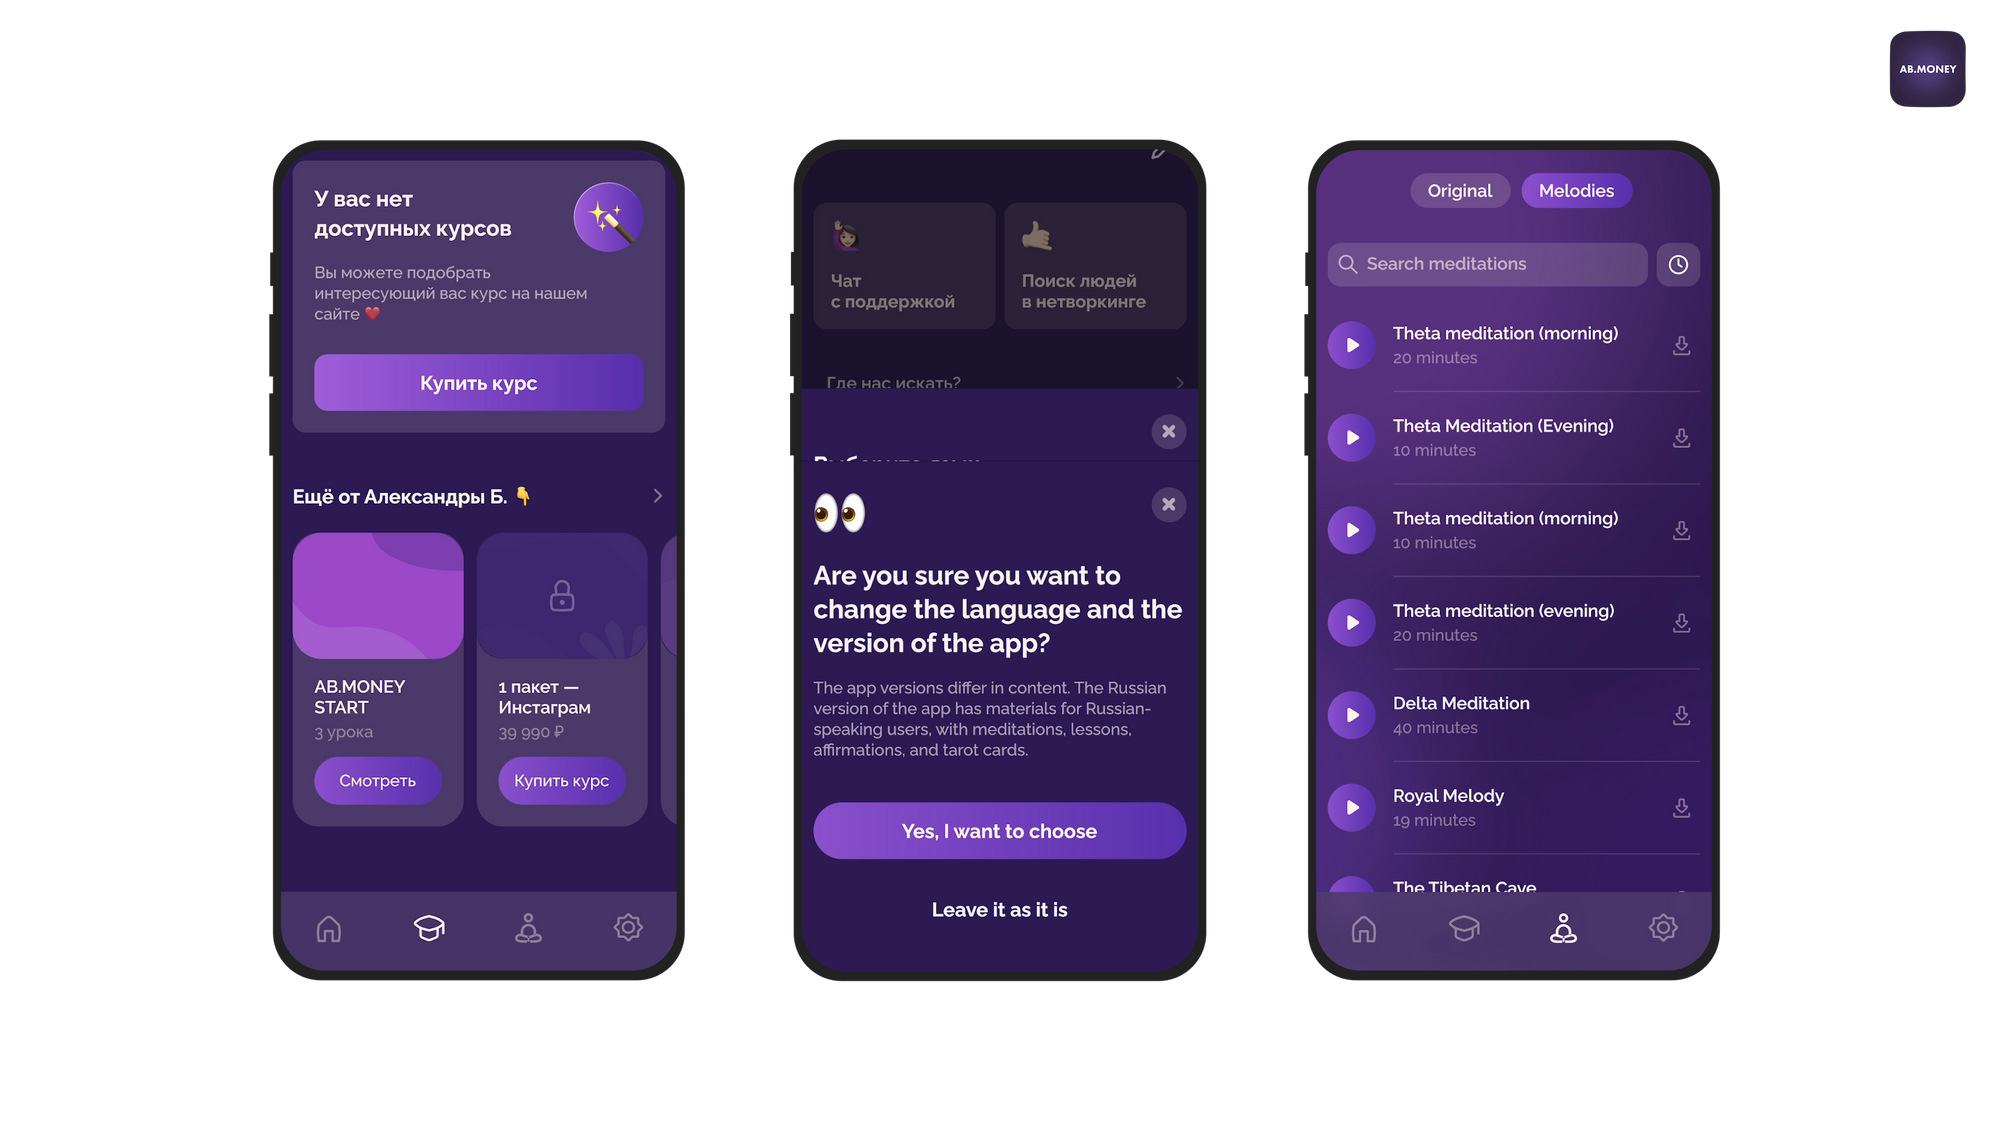 AB.MONEY
У вас нет
доступных курсов
Вы можете подобрать
интересующий вас курс на нашем
сайте ❤️
Купить курс
Ещё от Александры Б. 👇
AB.MONEY
START
3 урока
Смотреть
1 пакет —
Инстаграм
39 990 ₽
Купить курс
Чат
с поддержкой
Поиск людей
в нетворкинге
Где нас искать?
Are you sure you want to
change the language and the
version of the app?
The app versions differ in content. The Russian
version of the app has materials for Russian-
speaking users, with meditations, lessons,
affirmations, and tarot cards.
Yes, I want to choose
Leave it as it is
Original
Melodies
Search meditations
Theta meditation (morning)
20 minutes
Theta Meditation (Evening)
10 minutes
Theta meditation (morning)
10 minutes
Theta meditation (evening)
20 minutes
Delta Meditation
40 minutes
Royal Melody
19 minutes
The Tibetan Cave